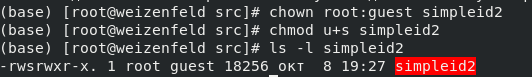 (base) [root@weizenfeld src]# chown root:guest simpleid2
(base) [root@weizenfeld src]# chmod u+s simpleid2
(base) [root@weizenfeld src]# ls -l simpleid2
-rwsrwxr-x. 1 root guest 18256 окт  8 19:27 simpleid2